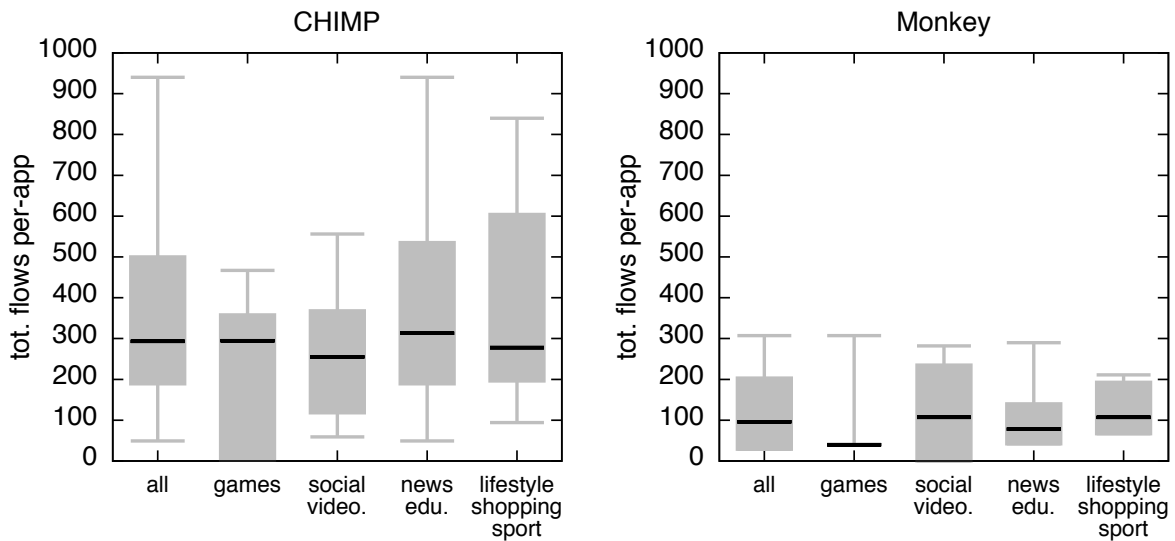 CHIMP
tot. flows per-app
1000
900
800
700
600
500
400
300
200
100
0
all
games
social
video.
news
edu.
lifestyle
shopping
sport
Monkey
tot. flows per-app
1000
900
800
700
600
500
400
300
200
100
0
all
games
social
video.
news
edu.
lifestyle
shopping
sport